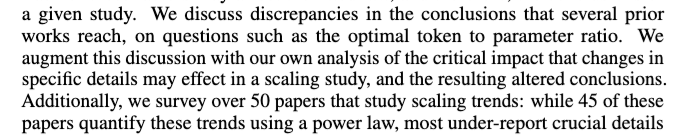 a given study. We discuss discrepancies in the conclusions that several prior
works reach, on questions such as the optimal token to parameter ratio. We
augment this discussion with our own analysis of the critical impact that changes in
specific details may effect in a scaling study, and the resulting altered conclusions.
Additionally, we survey over 50 papers that study scaling trends: while 45 of these
papers quantify these trends using a power law, most under-report crucial details